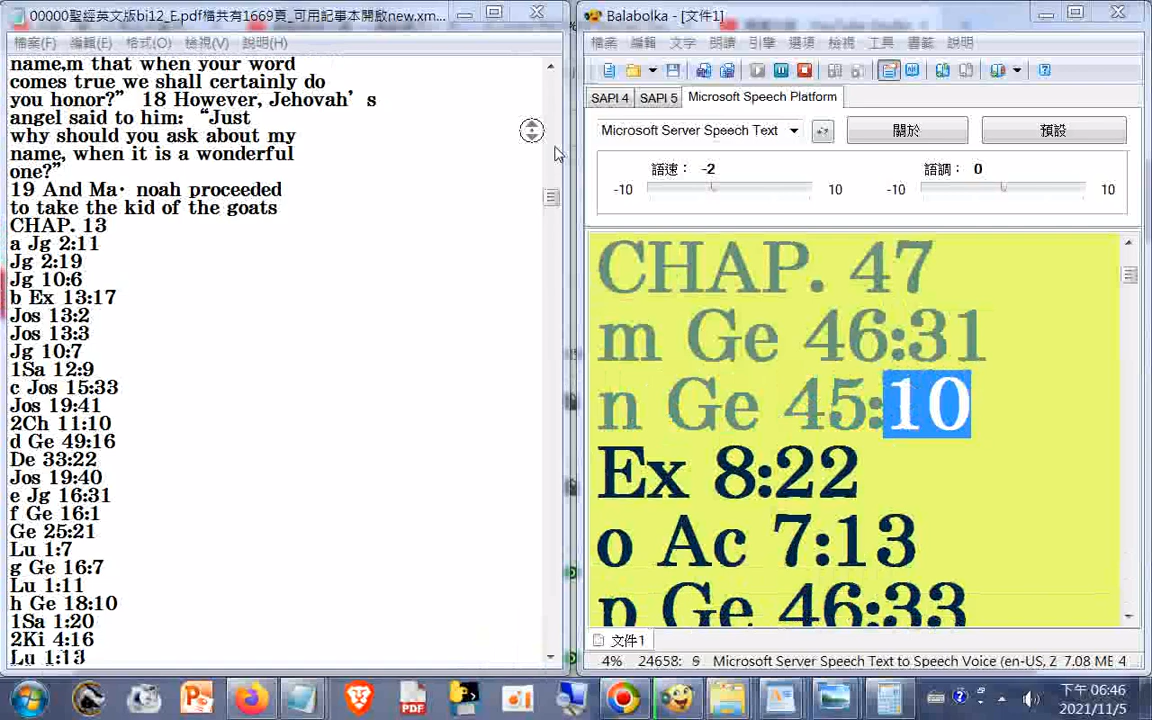 00000聖經英文版bi12_E.pdf檔共有1669頁_可用記事本開啟new.xm...
檔案(F) 編輯(E) 格式(O) 檢視(V) 說明(H)
name,m that when your word
comes true we shall certainly do
you honor?” 18 However, Jehovah’s
angel said to him: “Just
why should you ask about my
name, when it is a wonderful
one?”
19 And Ma· noah proceeded
to take the kid of the goats
CHAP. 13
a Jg 2:11
Jg 2:19
Jg 10:6
b Ex 13:17
Jos 13:2
Jos 13:3
Jg 10:7
1Sa 12:9
c Jos 15:33
Jos 19:41
2Ch 11:10
d Ge 49:16
De 33:22
Jos 19:40
e Jg 16:31
f Ge 16:1
Ge 25:21
Lu 1:7
g Ge 16:7
Lu 1:11
h Ge 18:10
1Sa 1:20
2Ki 4:16
Lu 1:13
Balabolka - [文件1]
檔案 編輯 文字 朗讀 引擎 選項 檢視 工具 書籤 說明
SAPI 4 SAPI 5 Microsoft Speech Platform
Microsoft Server Speech Text 關於 預設
語速： -2 語調： 0
-10 10 -10 10
CHAP. 47
m Ge 46:31
n Ge 45:10
Ex 8:22
o Ac 7:13
p Ge 46:33
文件1
4% 24658: 9 Microsoft Server Speech Text to Speech Voice (en-US, Z 7.08 ME 4
PDF
下午 06:46
2021/11/5